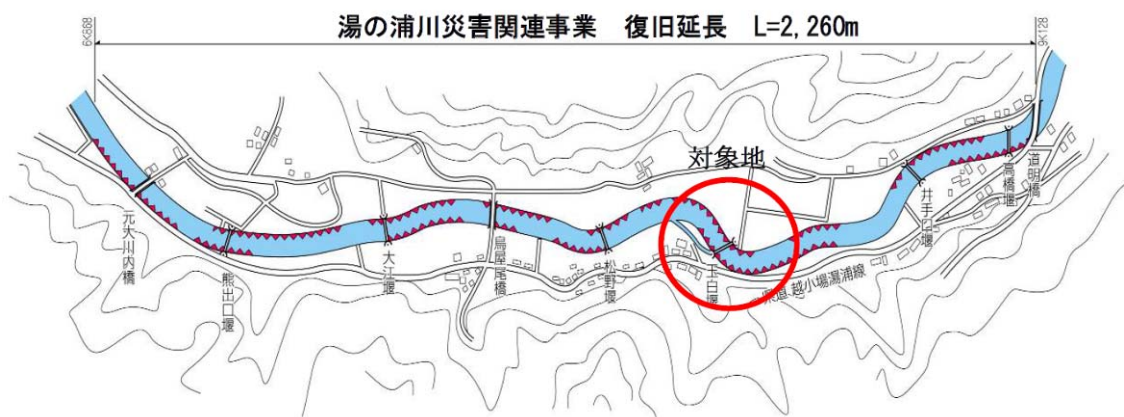 湯の浦川災害関連事業 復旧延長 L=2,260m
6K868
9K128
対象地
元大川内橋
熊出口堰
大江堰
鳥屋尾橋
松野堰
玉白堰
県道 越小場湯浦線
井手口堰
高橋堰
道明橋